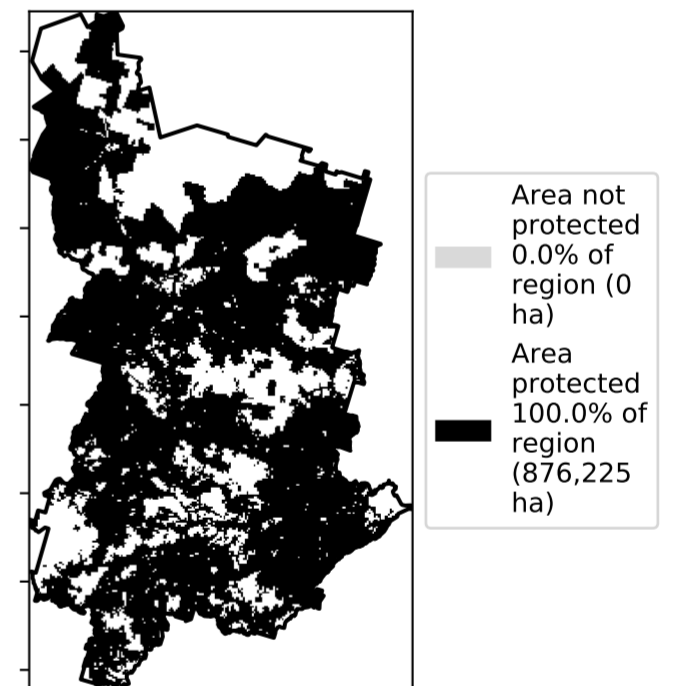 Area not
protected
0.0% of
region (0
ha)
Area
protected
100.0% of
region
(876,225
ha)